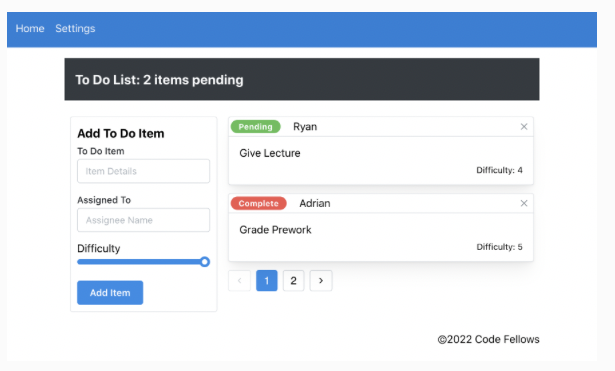 Home Settings
To Do List: 2 items pending
Add To Do Item
To Do Item
Item Details
Assigned To
Assignee Name
Difficulty
Add Item
Pending Ryan ×
Give Lecture
Difficulty: 4
Complete Adrian ×
Grade Prework
Difficulty: 5
‹ 1 2 ›
©2022 Code Fellows